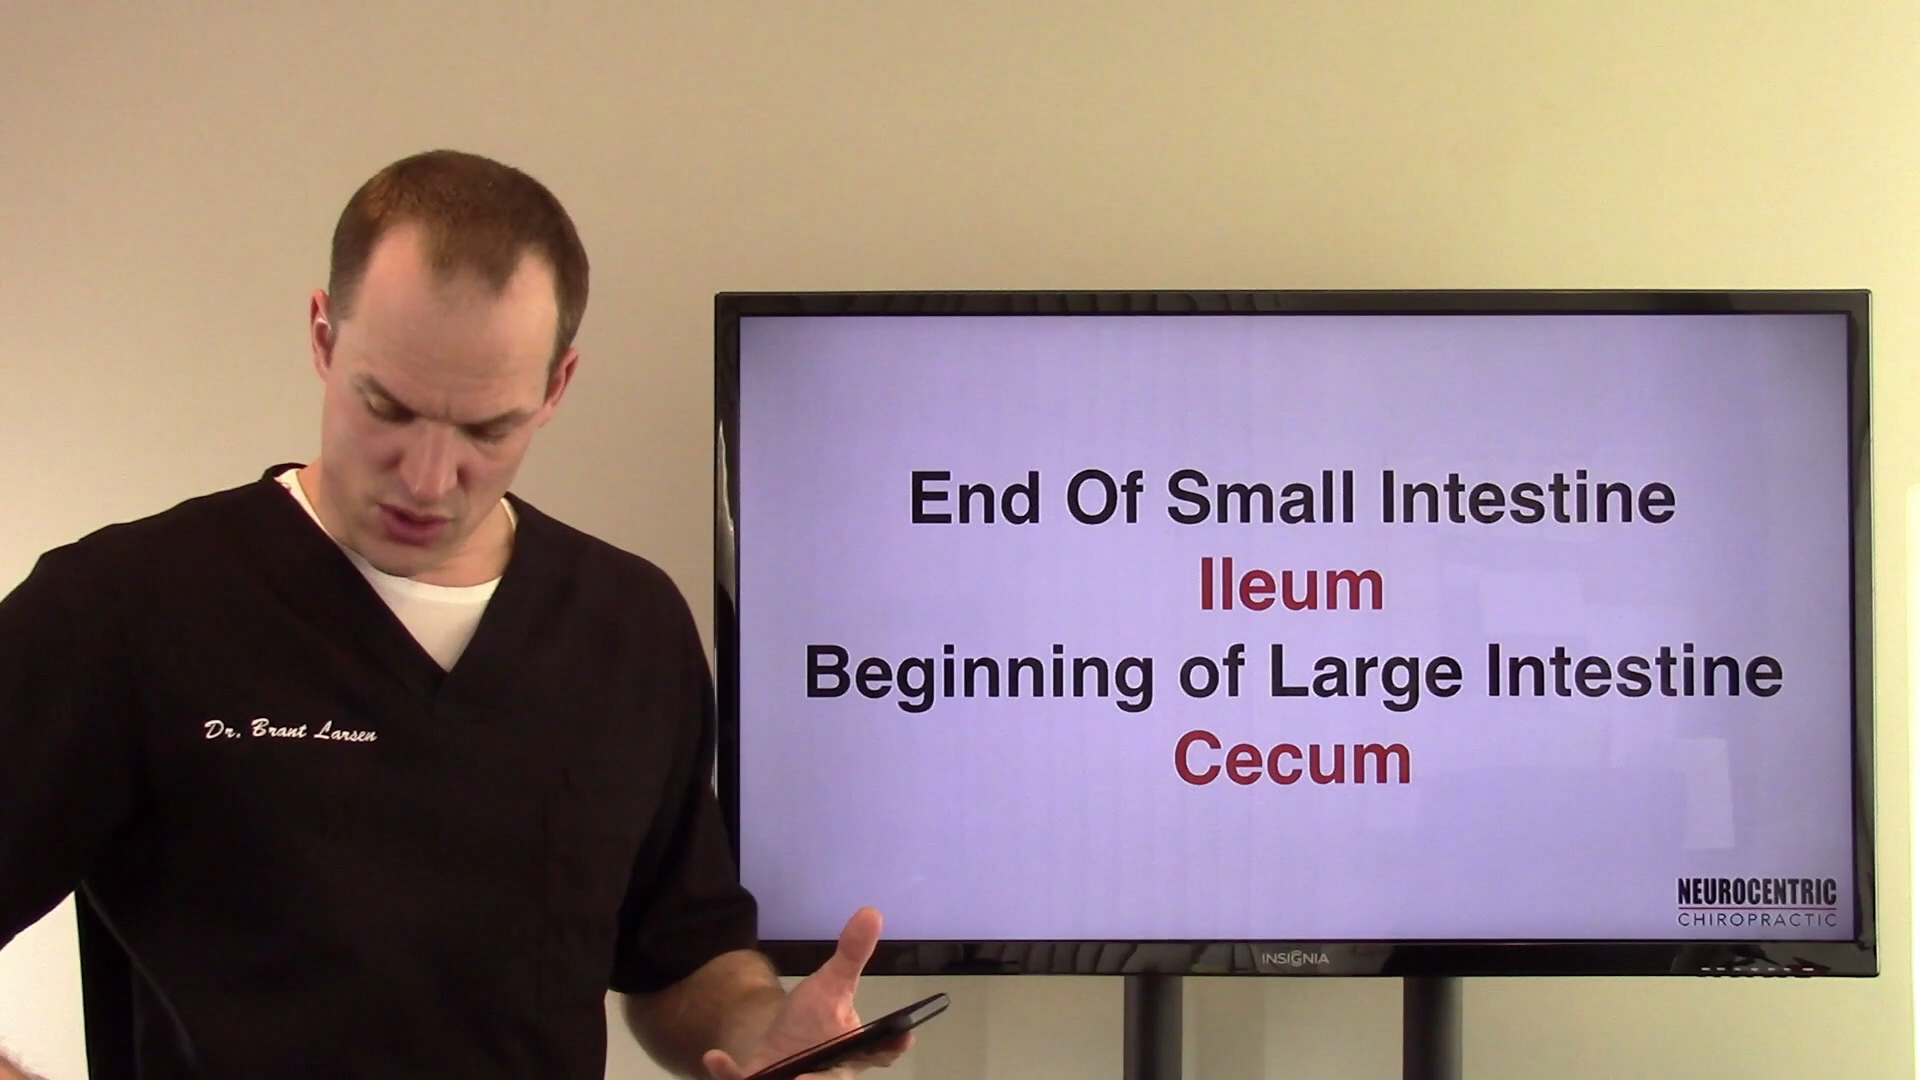 Dr. Brant Larsen
End Of Small Intestine
Ileum
Beginning of Large Intestine
Cecum
NEUROCENTRIC
CHIROPRACTIC
INSIGNIA